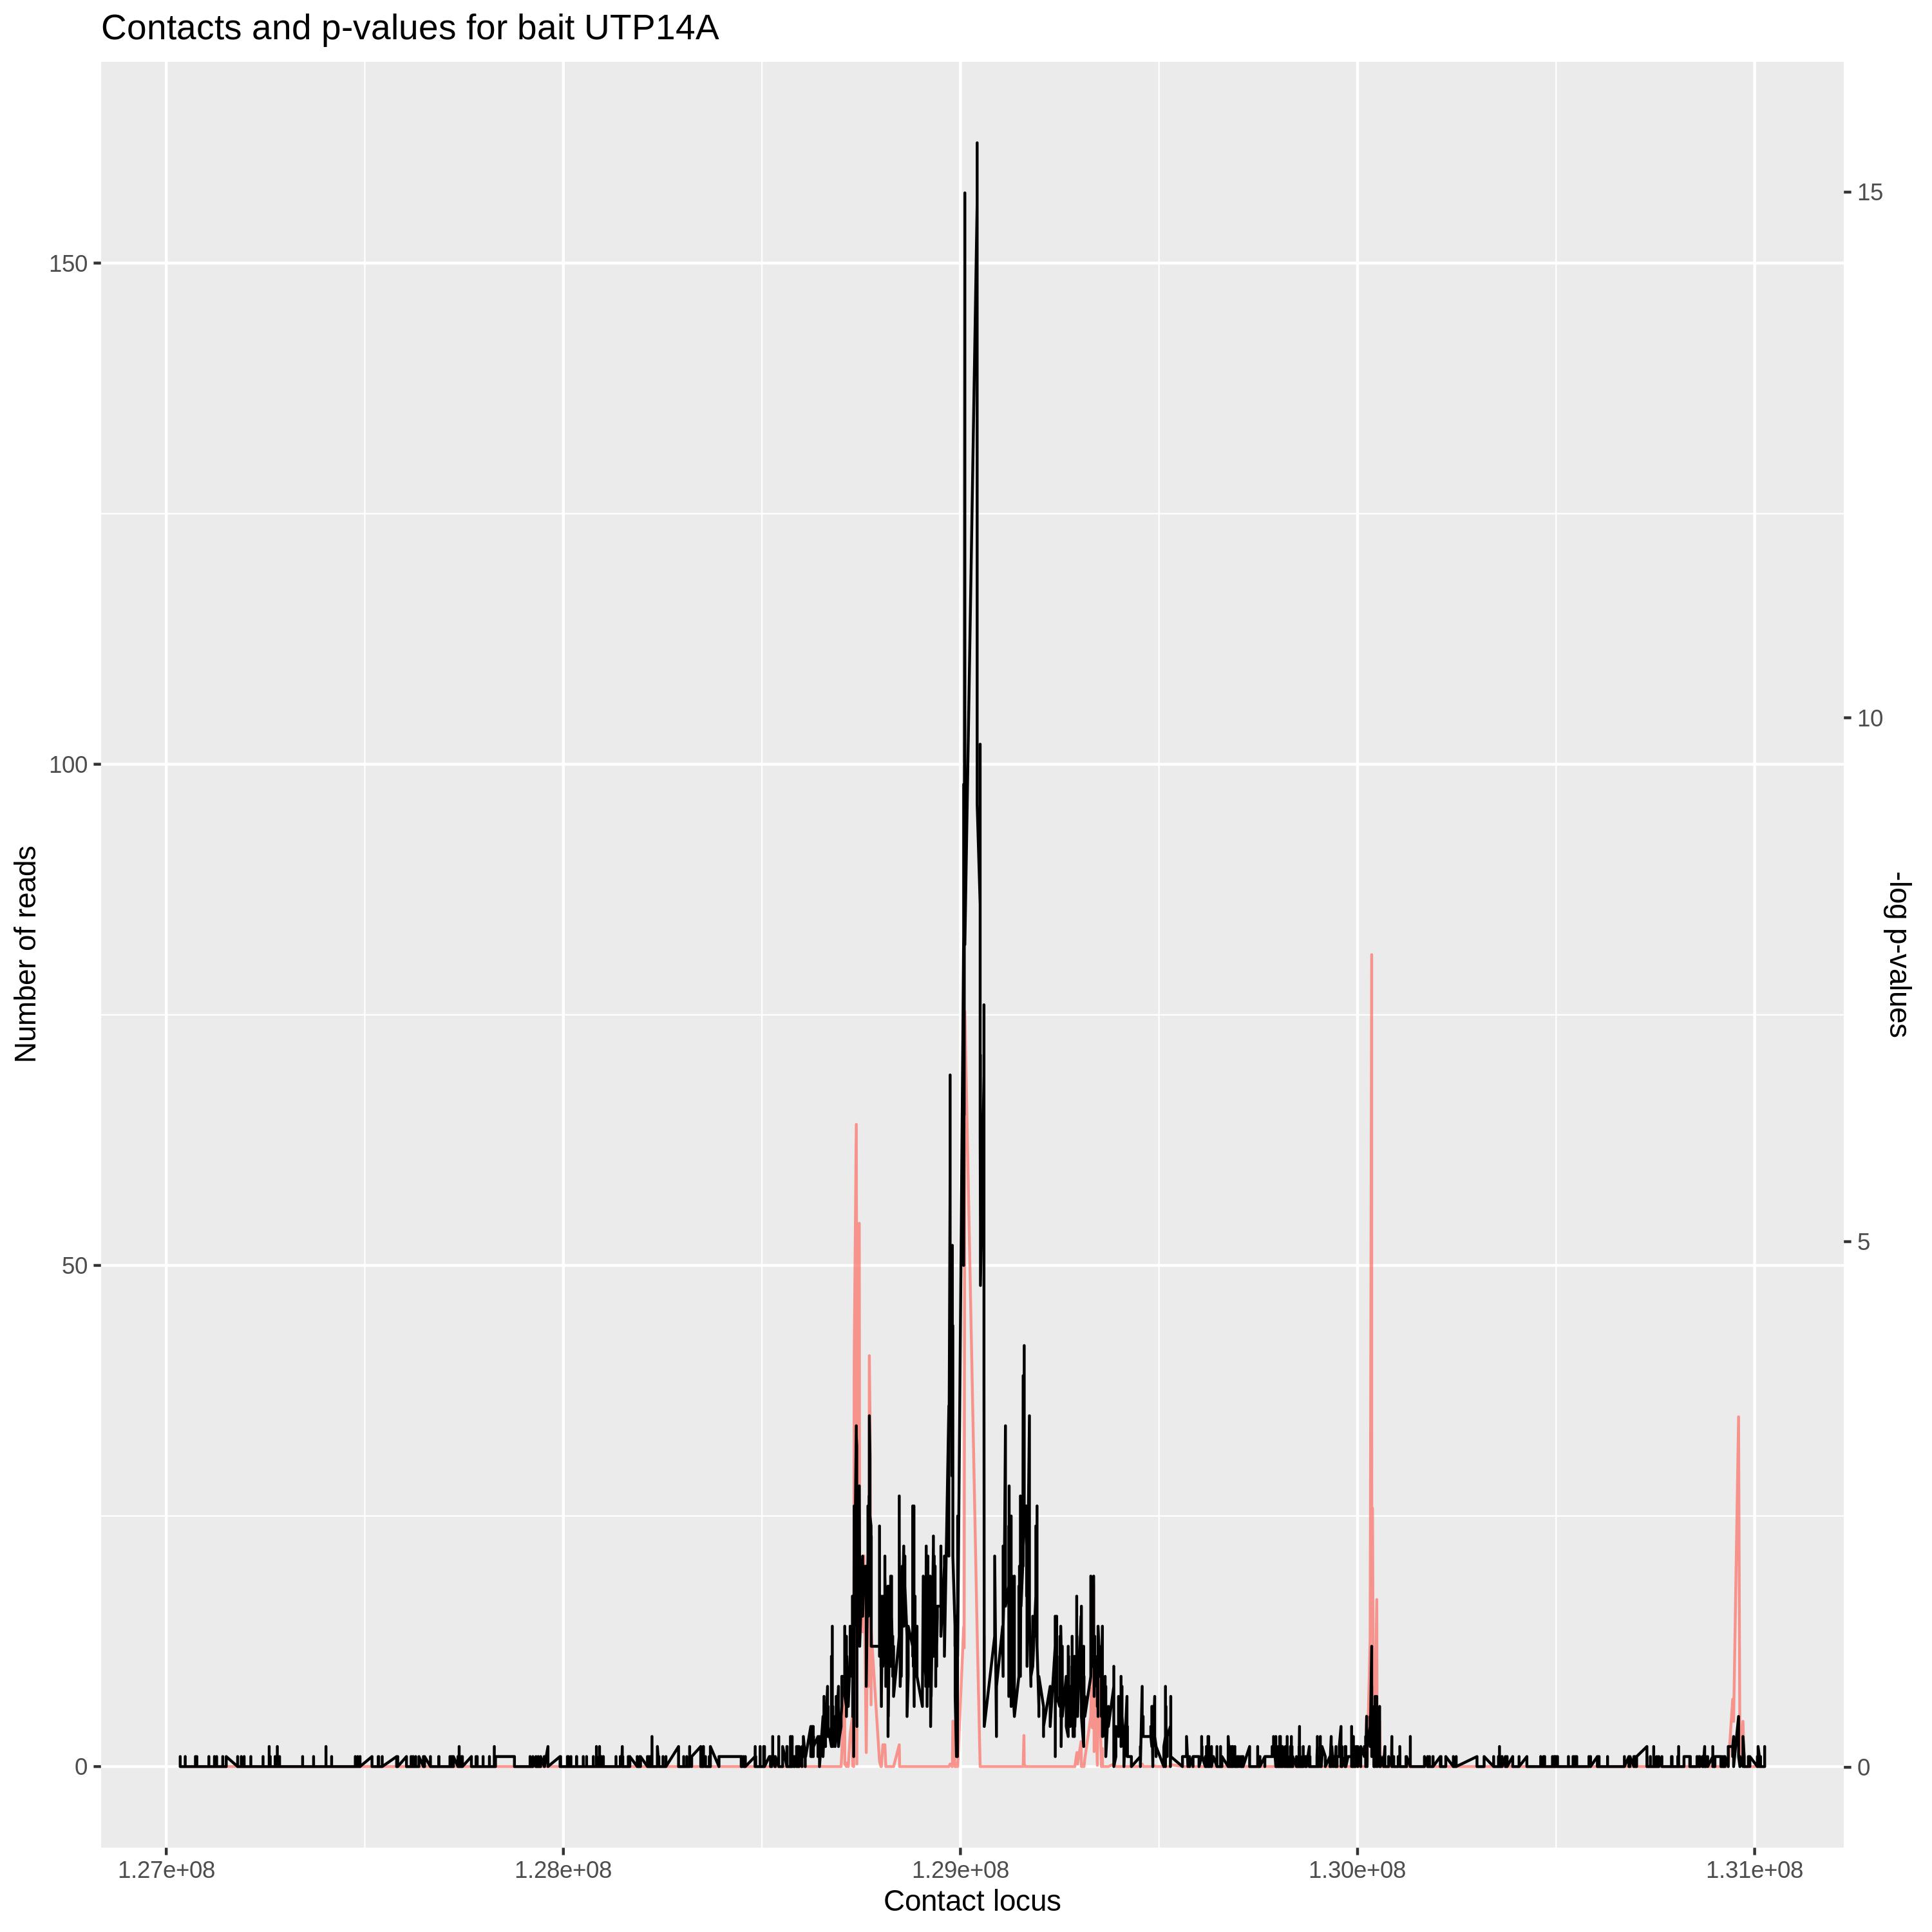 Contacts and p-values for bait UTP14A
150
100
50
0
Number of reads
15
10
5
0
-log p-values
1.27e+08
1.28e+08
1.29e+08
1.30e+08
1.31e+08
Contact locus